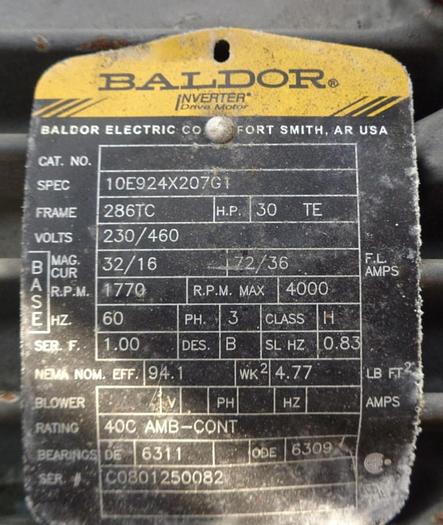 BALDOR®
INVERTER®
Drive Motor
BALDOR ELECTRIC CO FORT SMITH, AR USA
CAT. NO.
SPEC 10E924X207G1
FRAME 286TC H.P. 30 TE
VOLTS 230/460
BASE
MAG. CUR 32/16 72/36 F.L. AMPS
R.P.M. 1770 R.P.M. MAX 4000
HZ. 60 PH. 3 CLASS H
SER. F. 1.00 DES. B SL HZ 0.83
NEMA NOM. EFF. 94.1 WK² 4.77 LB FT²
BLOWER V PH HZ AMPS
RATING 40C AMB-CONT
BEARINGS DE 6311 ODE 6309
SER. # C0801250082